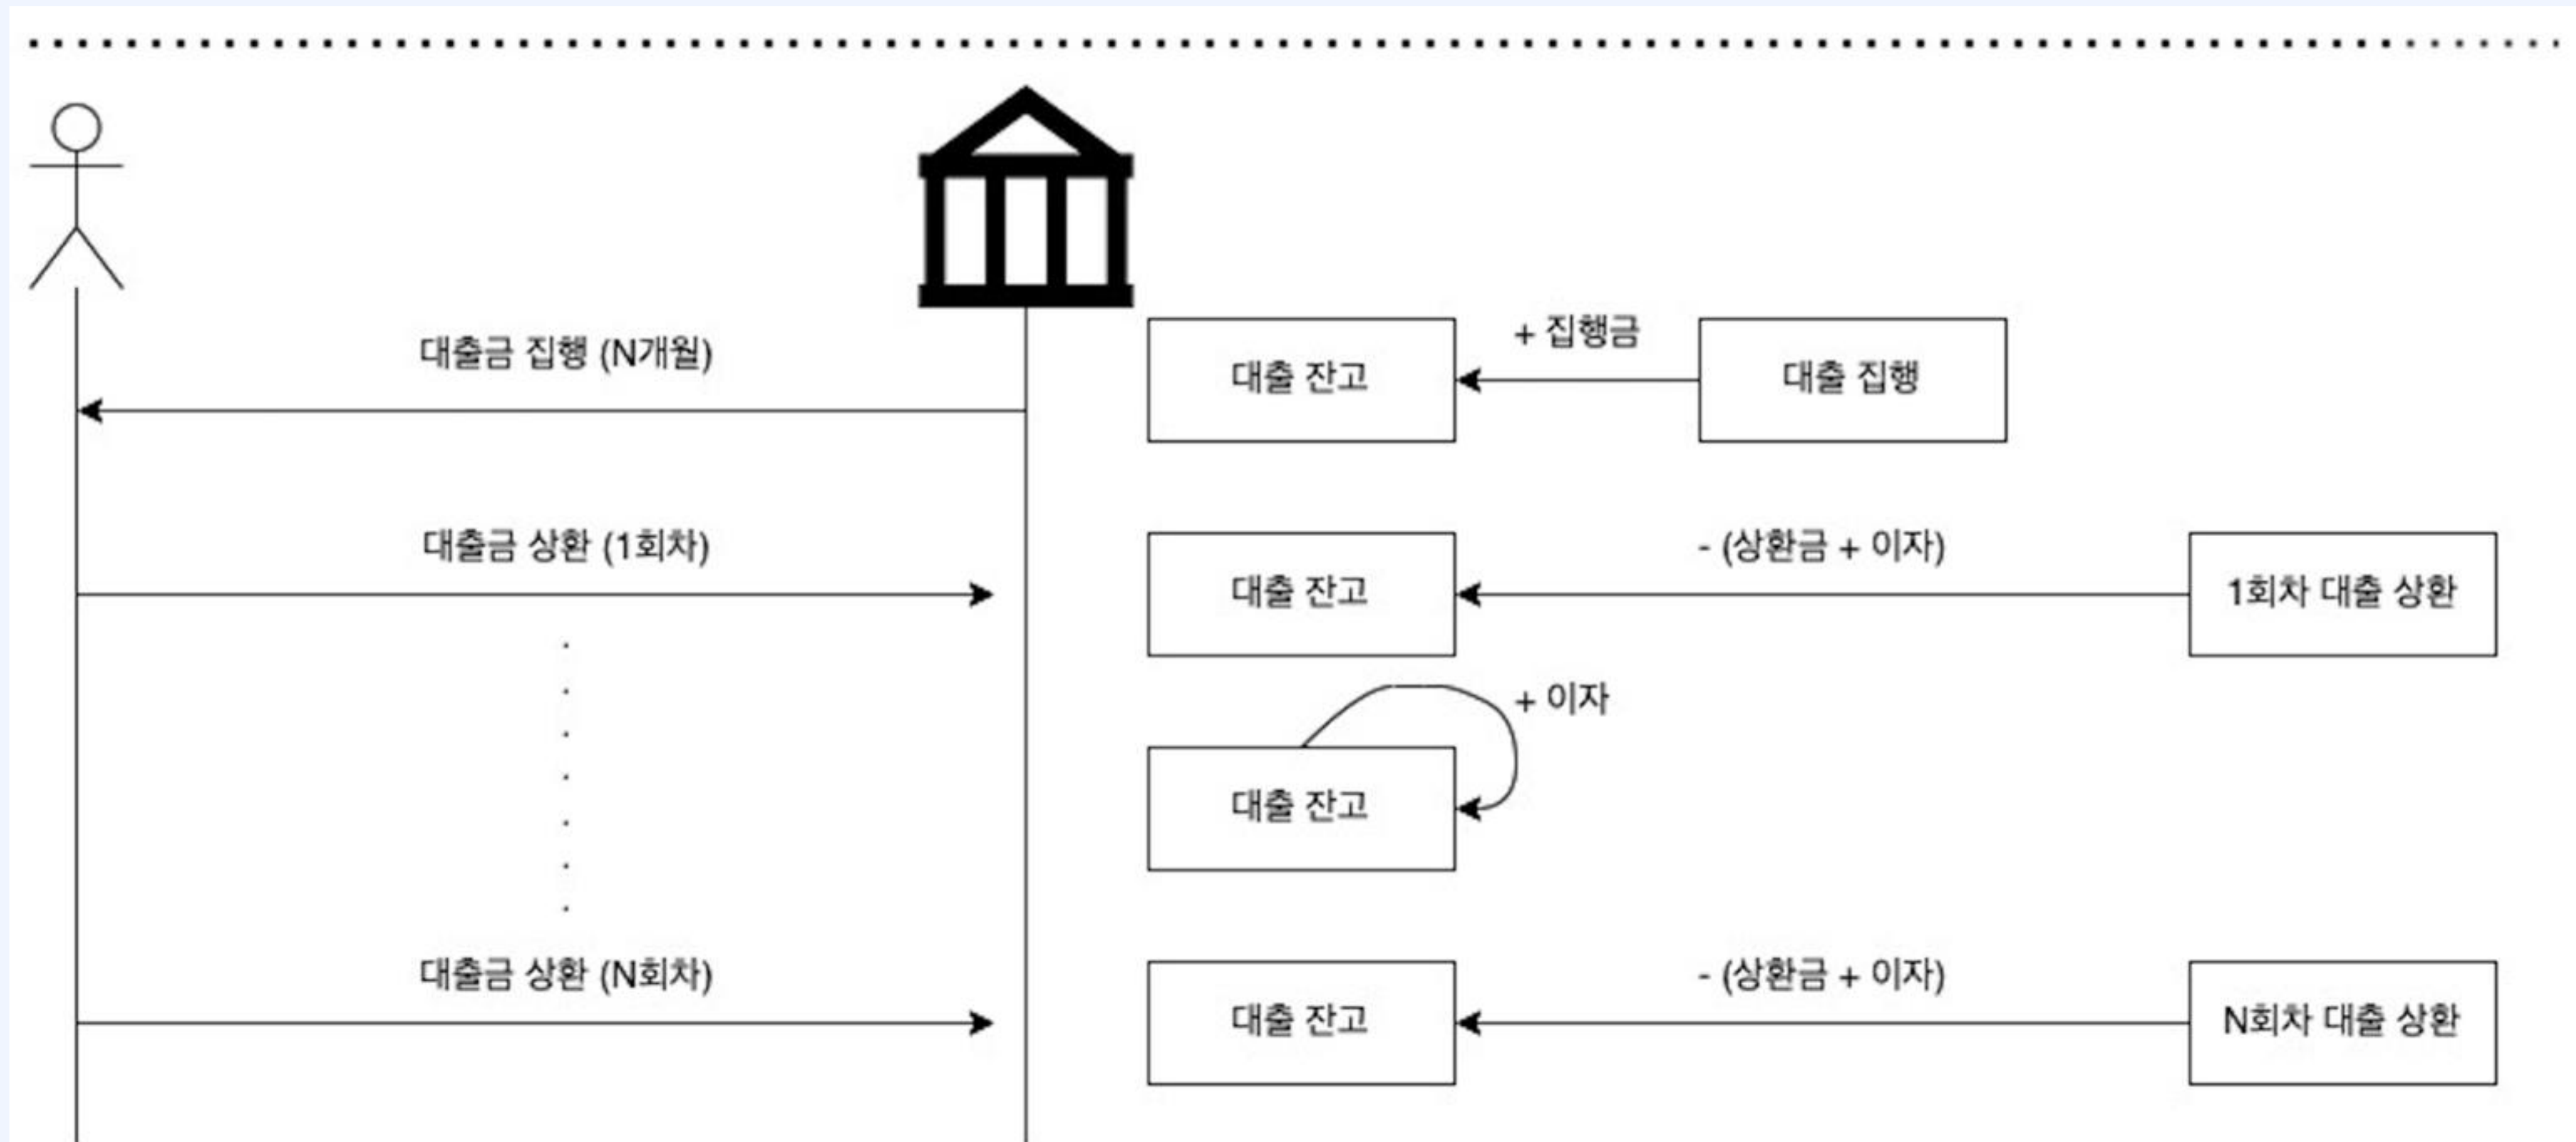 대출금 집행 (N개월)
+ 집행금
대출 잔고
대출 집행
대출금 상환 (1회차)
- (상환금 + 이자)
대출 잔고
1회차 대출 상환
+ 이자
대출 잔고
대출금 상환 (N회차)
- (상환금 + 이자)
대출 잔고
N회차 대출 상환